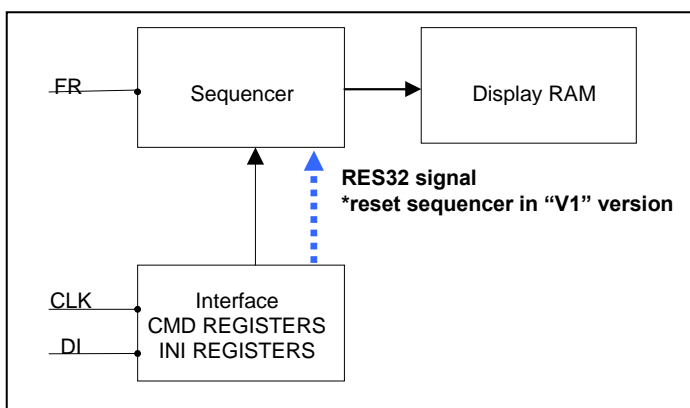 FR
Sequencer
Display RAM
RES32 signal
*reset sequencer in “V1” version
CLK
DI
Interface
CMD REGISTERS
INI REGISTERS